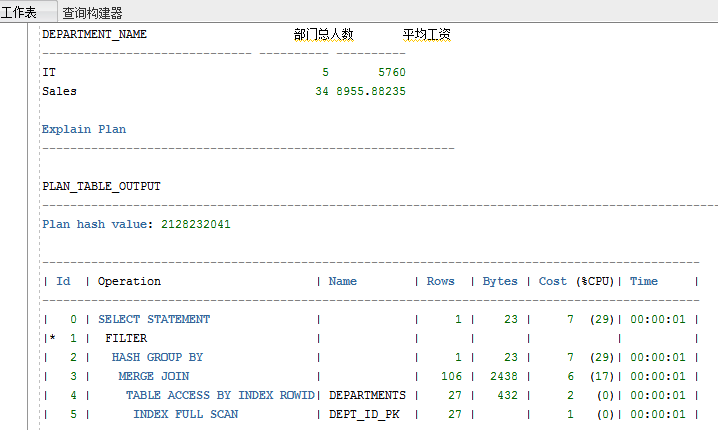 工作表 查询构建器
DEPARTMENT_NAME 部门总人数 平均工资
------------------------------ ---------- ----------
IT 5 5760
Sales 34 8955.88235
Explain Plan
-----------------------------------------------------------
PLAN_TABLE_OUTPUT
-------------------------------------------------------------------------------------------------
Plan hash value: 2128232041
----------------------------------------------------------------------------------------------
| Id | Operation | Name | Rows | Bytes | Cost (%CPU)| Time |
----------------------------------------------------------------------------------------------
| 0 | SELECT STATEMENT | | 1 | 23 | 7 (29)| 00:00:01 |
|* 1 | FILTER | | | | | |
| 2 | HASH GROUP BY | | 1 | 23 | 7 (29)| 00:00:01 |
| 3 | MERGE JOIN | | 106 | 2438 | 6 (17)| 00:00:01 |
| 4 | TABLE ACCESS BY INDEX ROWID| DEPARTMENTS | 27 | 432 | 2 (0)| 00:00:01 |
| 5 | INDEX FULL SCAN | DEPT_ID_PK | 27 | | 1 (0)| 00:00:01 |